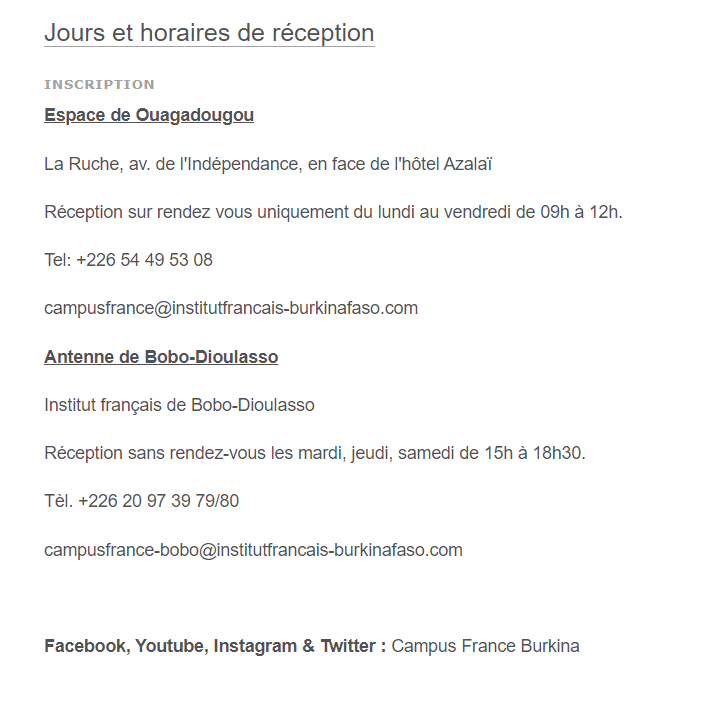 Jours et horaires de réception
INSCRIPTION
Espace de Ouagadougou
La Ruche, av. de l'Indépendance, en face de l'hôtel Azalaï
Réception sur rendez vous uniquement du lundi au vendredi de 09h à 12h.
Tel: +226 54 49 53 08
campusfrance@institutfrancais-burkinafaso.com
Antenne de Bobo-Dioulasso
Institut français de Bobo-Dioulasso
Réception sans rendez-vous les mardi, jeudi, samedi de 15h à 18h30.
Tèl. +226 20 97 39 79/80
campusfrance-bobo@institutfrancais-burkinafaso.com
Facebook, Youtube, Instagram & Twitter : Campus France Burkina